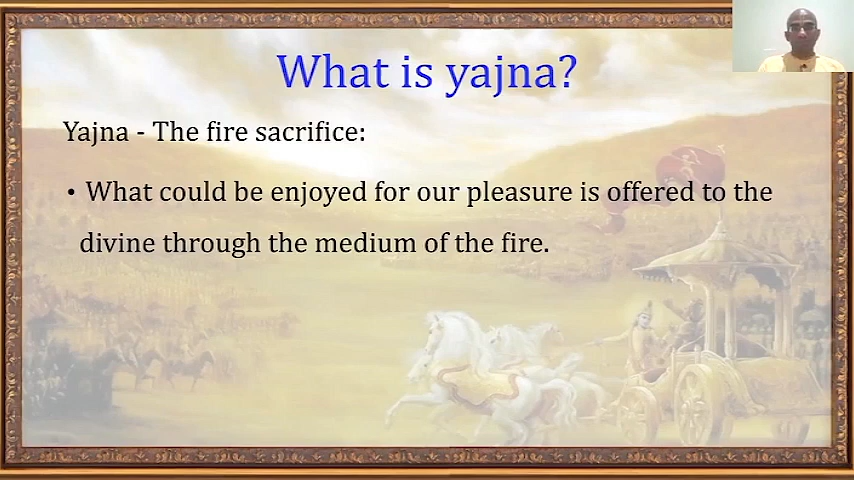 What is yajna?
Yajna - The fire sacrifice:
• What could be enjoyed for our pleasure is offered to the
divine through the medium of the fire.